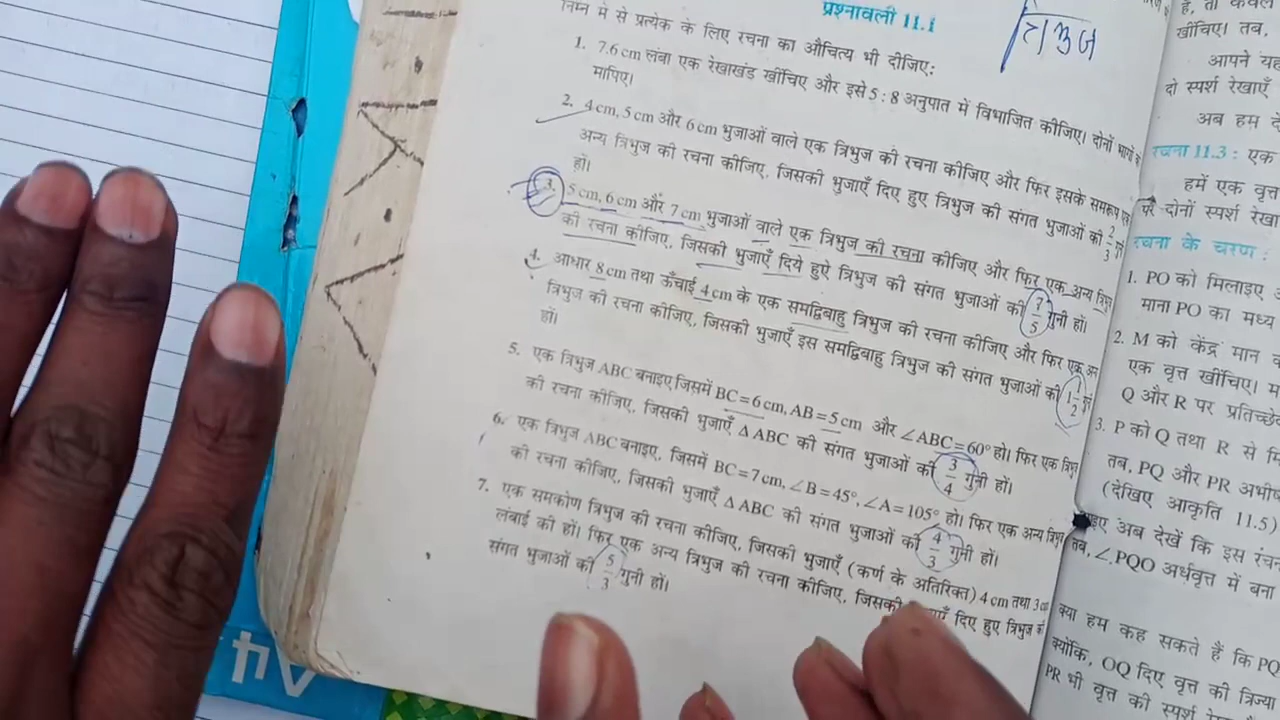 प्रश्नावली 11.1
त्रिभुज
निम्न में से प्रत्येक के लिए रचना का औचित्य भी दीजिए:
1. 7.6 cm लंबा एक रेखाखंड खींचिए और इसे 5 : 8 अनुपात में विभाजित कीजिए। दोनों भागों को
मापिए।
2. 4 cm, 5 cm और 6 cm भुजाओं वाले एक त्रिभुज की रचना कीजिए और फिर इसके समरूप एक
अन्य त्रिभुज की रचना कीजिए, जिसकी भुजाएँ दिए हुए त्रिभुज की संगत भुजाओं की 2/3 गुनी
हों।
3. 5 cm, 6 cm और 7 cm भुजाओं वाले एक त्रिभुज की रचना कीजिए और फिर एक अन्य त्रिभुज
की रचना कीजिए, जिसकी भुजाएँ दिये हुऐ त्रिभुज की संगत भुजाओं की 7/5 गुनी हों।
4. आधार 8 cm तथा ऊँचाई 4 cm के एक समद्विबाहु त्रिभुज की रचना कीजिए और फिर एक अन्य
त्रिभुज की रचना कीजिए, जिसकी भुजाएँ इस समद्विबाहु त्रिभुज की संगत भुजाओं की 1 1/2 गुनी
हों।
5. एक त्रिभुज ABC बनाइए जिसमें BC = 6 cm, AB = 5 cm और ∠ABC = 60° हो। फिर एक त्रिभुज
की रचना कीजिए, जिसकी भुजाएँ Δ ABC की संगत भुजाओं की 3/4 गुनी हों।
6. एक त्रिभुज ABC बनाइए, जिसमें BC = 7 cm, ∠B = 45°, ∠A = 105° हो। फिर एक अन्य त्रिभुज
की रचना कीजिए, जिसकी भुजाएँ Δ ABC की संगत भुजाओं की 4/3 गुनी हों।
7. एक समकोण त्रिभुज की रचना कीजिए, जिसकी भुजाएँ (कर्ण के अतिरिक्त) 4 cm तथा 3 cm
लंबाई की हों। फिर एक अन्य त्रिभुज की रचना कीजिए, जिसकी दिए हुए त्रिभुज की
संगत भुजाओं की 5/3 गुनी हों।
खींचिए। तब,
आपने यह
दो स्पर्श रेखाएँ
अब हम
रचना 11.3 : एक
हमें एक वृत्त
पर दोनों स्पर्श रेखा
रचना के चरण :
1. PO को मिलाइए
माना PO का मध्य
2. M को केंद्र मान
एक वृत्त खींचिए।
Q और R पर प्रतिच्छे
3. P को Q तथा R से
तब, PQ और PR अभी
(देखिए आकृति 11.5)
अब देखें कि इस रचन
तब, ∠PQO अर्धवृत्त में बना
क्या हम कह सकते हैं कि PQ
क्योंकि, OQ दिए वृत्त की त्रिज्या
PR भी वृत्त की स्पर्श
A4